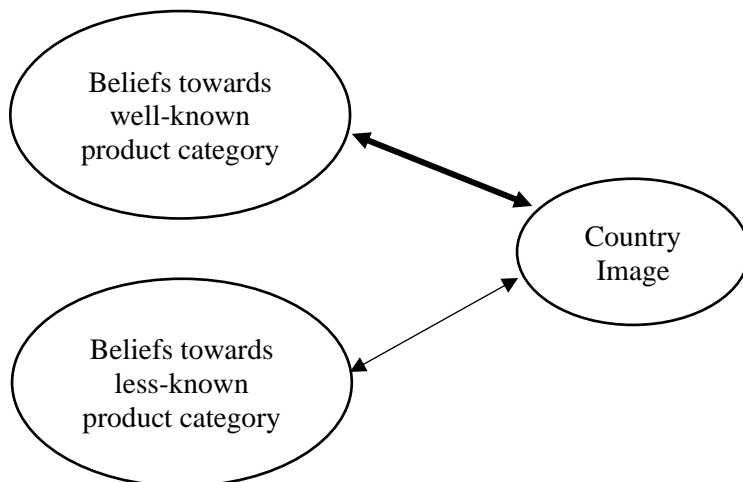 Beliefs towards
well-known
product category
Country
Image
Beliefs towards
less-known
product category